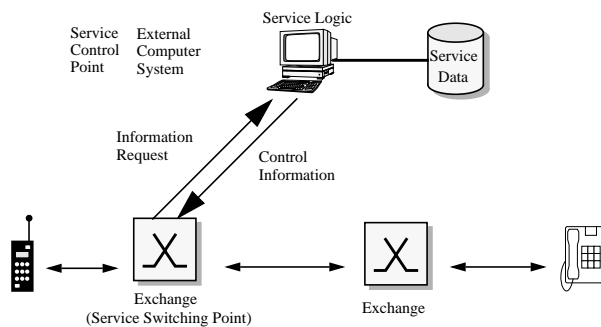 Service Logic
Service
Control
Point
External
Computer
System
Service
Data
Information
Request
Control
Information
Exchange
(Service Switching Point)
Exchange